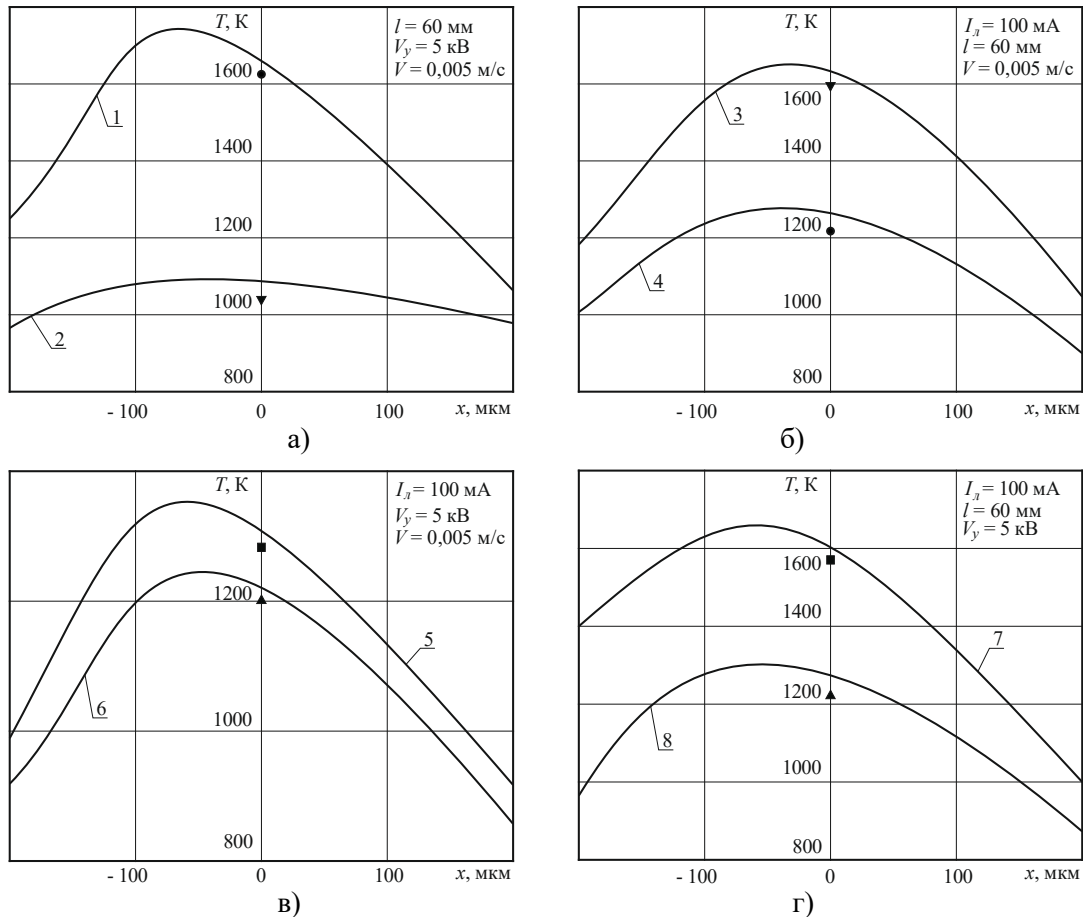 T, К
l = 60 мм
V_у = 5 кВ
V = 0,005 м/с
1600
1400
1200
1000
800
1
2
- 100
0
100
x, мкм
а)
T, К
I_л = 100 мА
l = 60 мм
V = 0,005 м/с
1600
1400
1200
1000
800
3
4
- 100
0
100
x, мкм
б)
T, К
I_л = 100 мА
V_у = 5 кВ
V = 0,005 м/с
1200
1000
800
5
6
- 100
0
100
x, мкм
в)
T, К
I_л = 100 мА
l = 60 мм
V_у = 5 кВ
1600
1400
1200
1000
800
7
8
- 100
0
100
x, мкм
г)